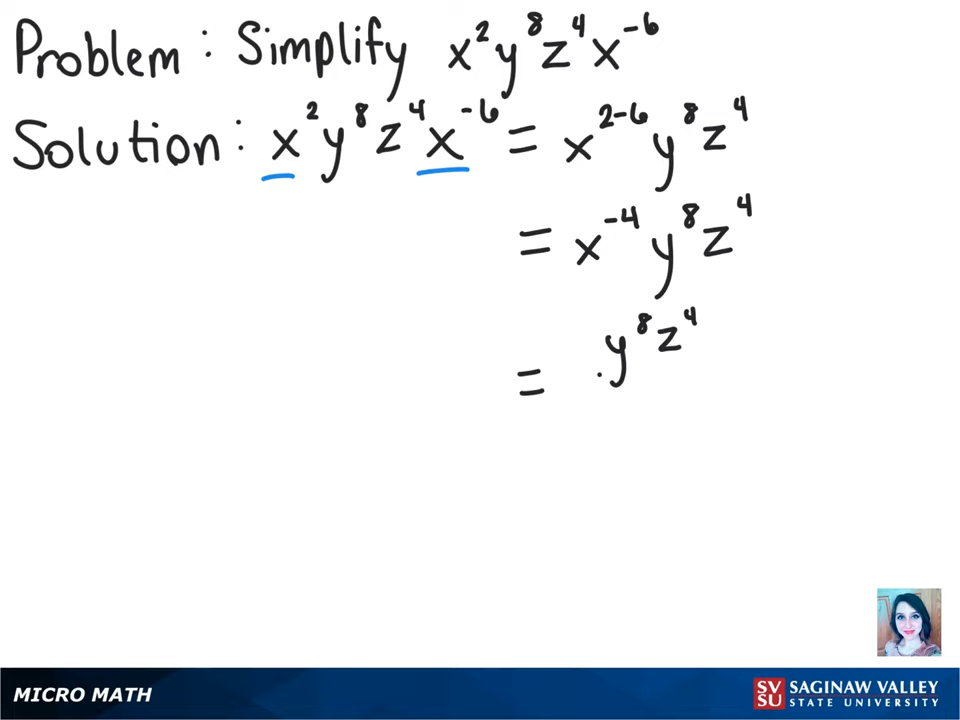 Problem: Simplify x²y⁸z⁴x⁻⁶
Solution: x²y⁸z⁴x⁻⁶ = x²⁻⁶y⁸z⁴
= x⁻⁴y⁸z⁴
= y⁸z⁴
MICRO MATH
SVSU SAGINAW VALLEY
STATE UNIVERSITY